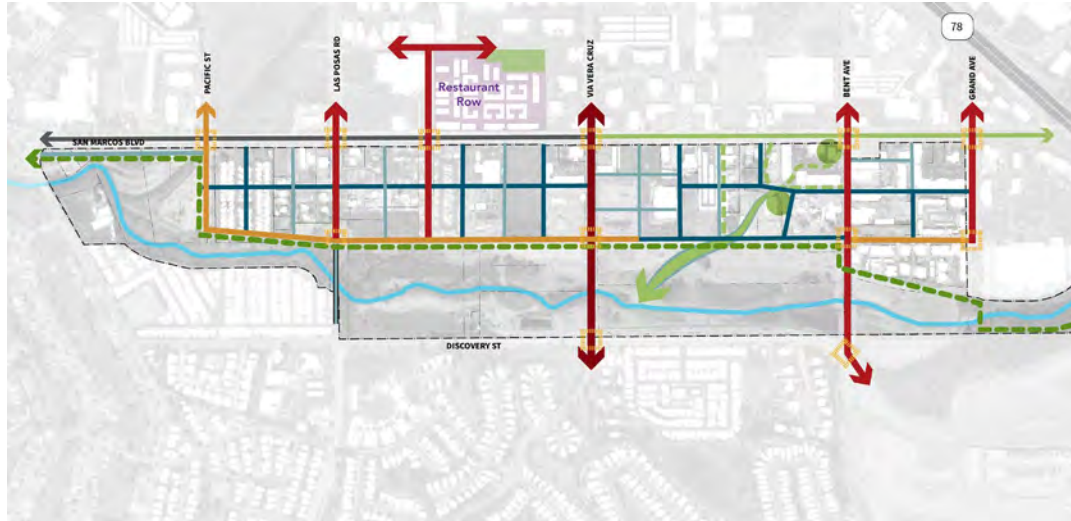 78
PACIFIC ST
LAS POSAS RD
VIA VERA CRUZ
BENT AVE
GRAND AVE
Restaurant
Row
SAN MARCOS BLVD
DISCOVERY ST